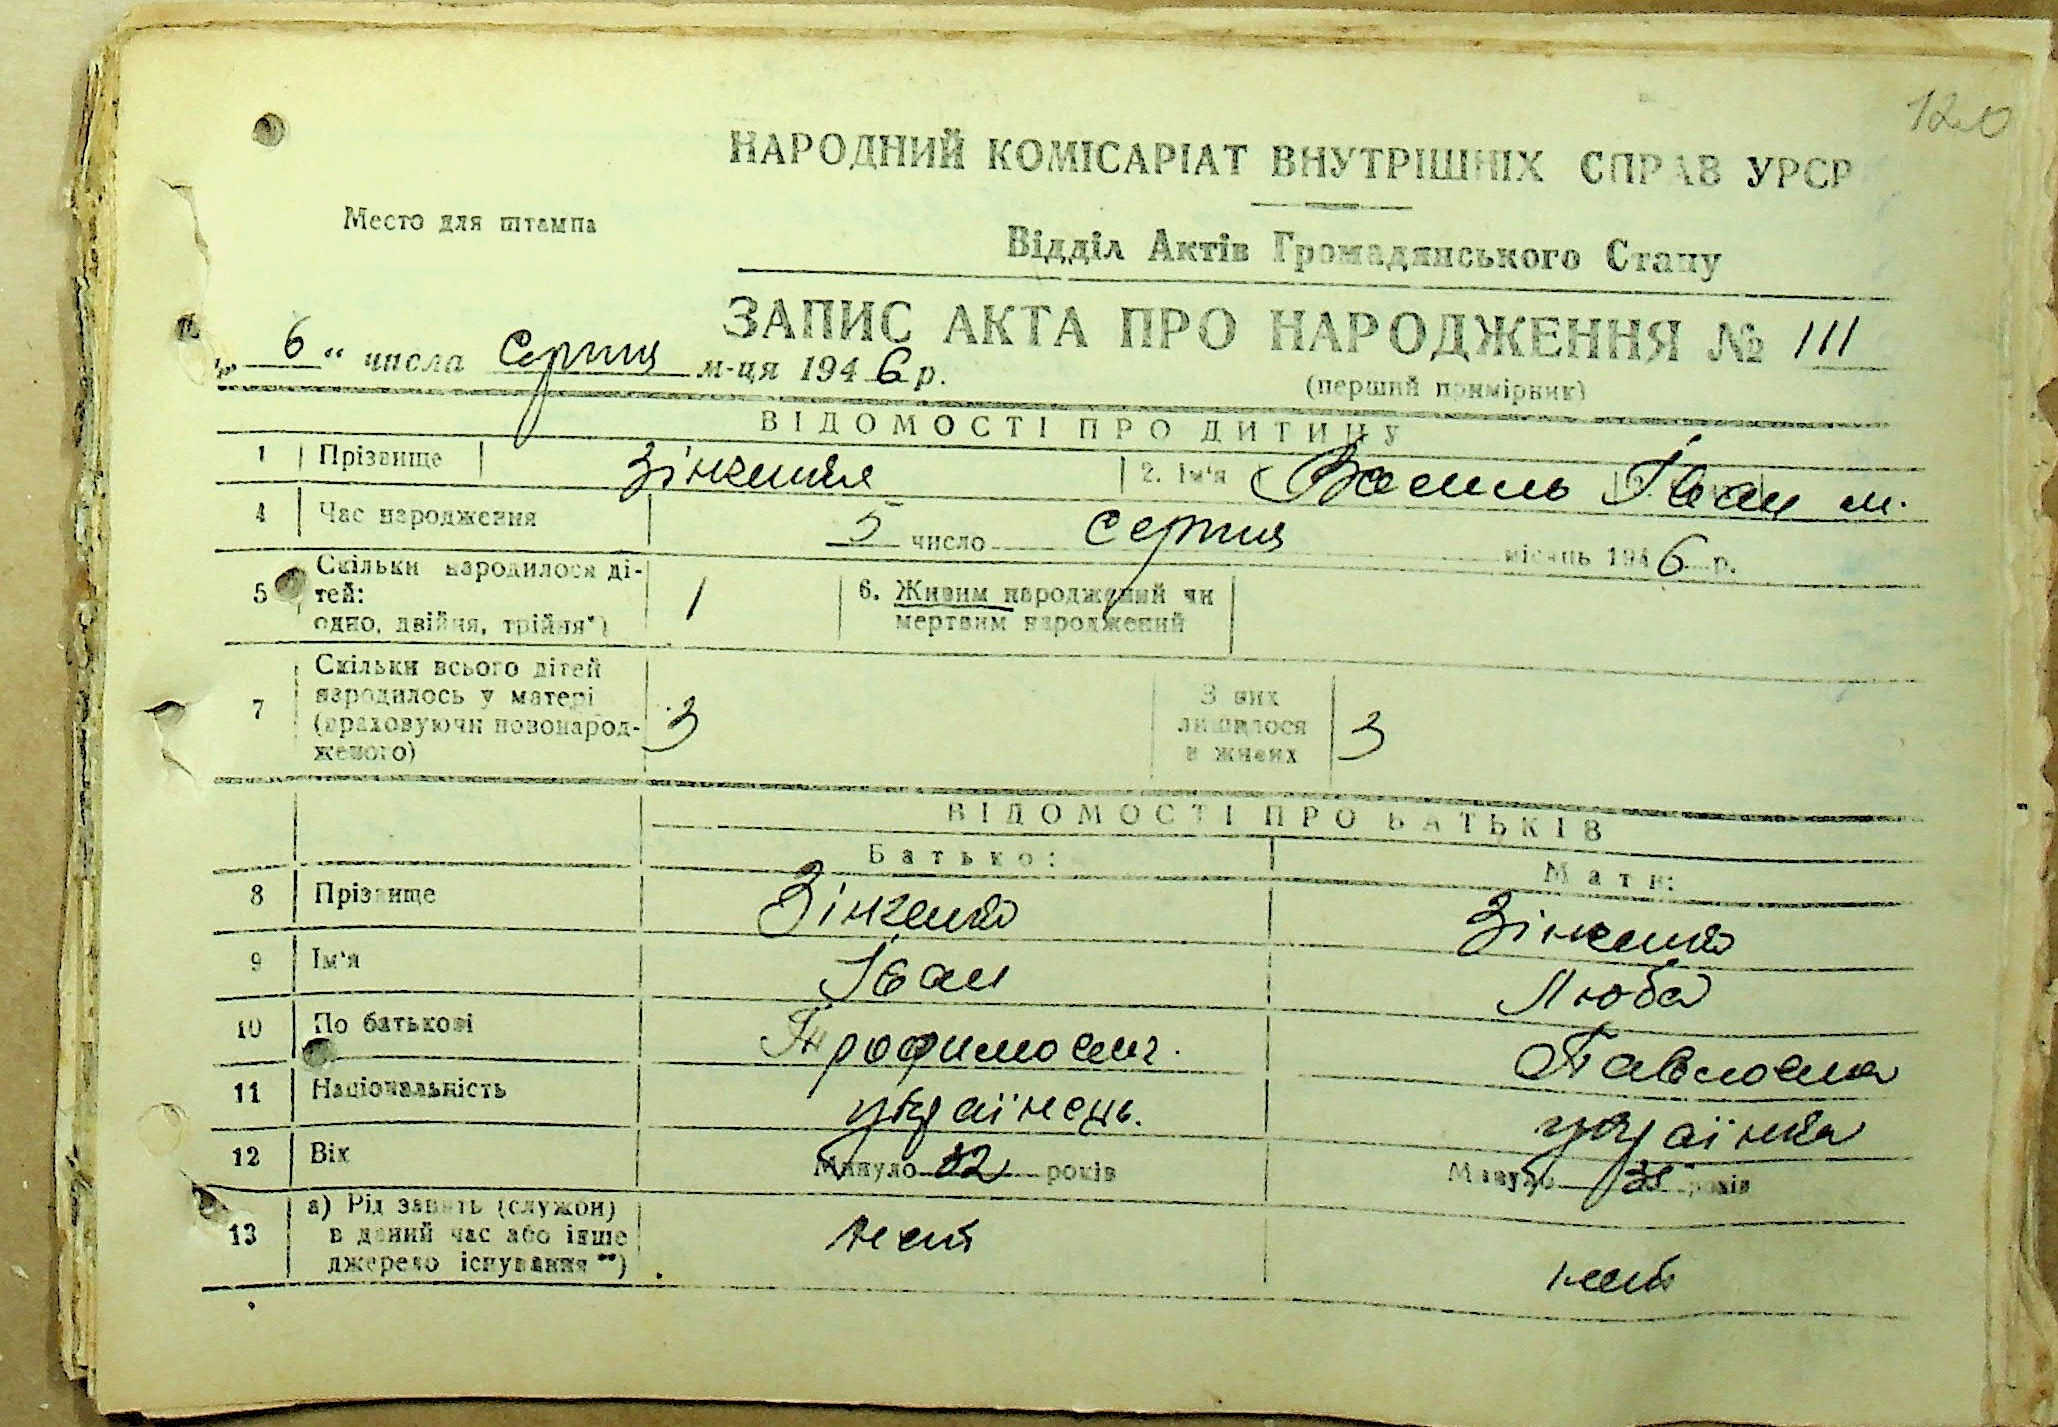 120
НАРОДНИЙ КОМІСАРІАТ ВНУТРІШНІХ СПРАВ УРСР
Место для штампа
Відділ Актів Громадянського Стану
ЗАПИС АКТА ПРО НАРОДЖЕННЯ № 111
„ 6 “ числа Серпня м-ця 1946 р.
(перший примірник)
ВІДОМОСТІ ПРО ДИТИНУ
1 Прізвище 2. Ім'я Василь Іван м.
4 Час народження 5 число Серпня місяць 1946 р.
5 Скільки народилося ді-
тей:
одно, двійня, трійня*) 1 6. Живим народжений чи
мертвим народжений
7 Скільки всього дітей
народилось у матері
(враховуючи новонарод-
женого) 3 З них
лишилося
в живих 3
ВІДОМОСТІ ПРО БАТЬКІВ
Батько: Мати:
8 Прізвище
9 Ім'я Іван Люба
10 По батькові Трофимович. Павловна
11 Національність українець. українка
12 Вік Минуло років Минуло 35 років
13 а) Рід занять (служби)
в даний час або інше
джерело існування **)